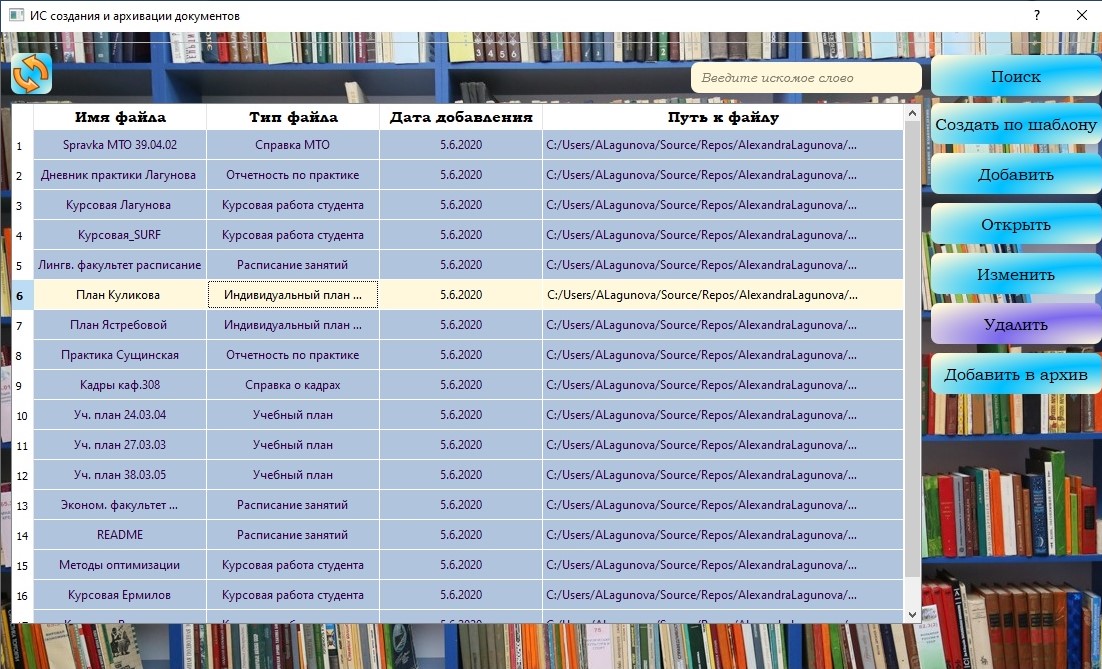 ИС создания и архивации документов
?
Введите искомое слово
Поиск
Имя файла Тип файла Дата добавления Путь к файлу
Создать по шаблону
1 Spravka МТО 39.04.02 Справка МТО 5.6.2020 C:/Users/ALagunova/Source/Repos/AlexandraLagunova/...
2 Дневник практики Лагунова Отчетность по практике 5.6.2020 C:/Users/ALagunova/Source/Repos/AlexandraLagunova/...
Добавить
3 Курсовая Лагунова Курсовая работа студента 5.6.2020 C:/Users/ALagunova/Source/Repos/AlexandraLagunova/...
4 Курсовая_SURF Курсовая работа студента 5.6.2020 C:/Users/ALagunova/Source/Repos/AlexandraLagunova/...
Открыть
5 Лингв. факультет расписание Расписание занятий 5.6.2020 C:/Users/ALagunova/Source/Repos/AlexandraLagunova/...
Изменить
6 План Куликова Индивидуальный план ... 5.6.2020 C:/Users/ALagunova/Source/Repos/AlexandraLagunova/...
7 План Ястребовой Индивидуальный план ... 5.6.2020 C:/Users/ALagunova/Source/Repos/AlexandraLagunova/...
Удалить
8 Практика Сущинская Отчетность по практике 5.6.2020 C:/Users/ALagunova/Source/Repos/AlexandraLagunova/...
Добавить в архив
9 Кадры каф.308 Справка о кадрах 5.6.2020 C:/Users/ALagunova/Source/Repos/AlexandraLagunova/...
10 Уч. план 24.03.04 Учебный план 5.6.2020 C:/Users/ALagunova/Source/Repos/AlexandraLagunova/...
11 Уч. план 27.03.03 Учебный план 5.6.2020 C:/Users/ALagunova/Source/Repos/AlexandraLagunova/...
12 Уч. план 38.03.05 Учебный план 5.6.2020 C:/Users/ALagunova/Source/Repos/AlexandraLagunova/...
13 Эконом. факультет ... Расписание занятий 5.6.2020 C:/Users/ALagunova/Source/Repos/AlexandraLagunova/...
14 README Расписание занятий 5.6.2020 C:/Users/ALagunova/Source/Repos/AlexandraLagunova/...
15 Методы оптимизации Курсовая работа студента 5.6.2020 C:/Users/ALagunova/Source/Repos/AlexandraLagunova/...
16 Курсовая Ермилов Курсовая работа студента 5.6.2020 C:/Users/ALagunova/Source/Repos/AlexandraLagunova/...